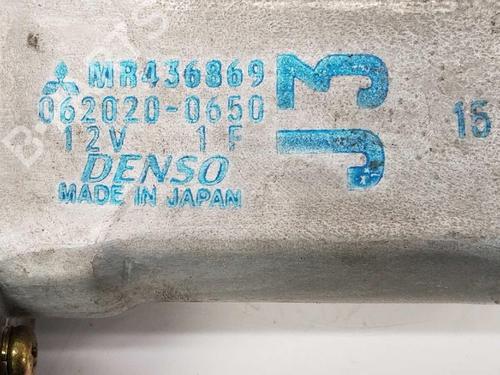 MR436869
062020-0650
12V 1F
DENSO
MADE IN JAPAN
J3
15